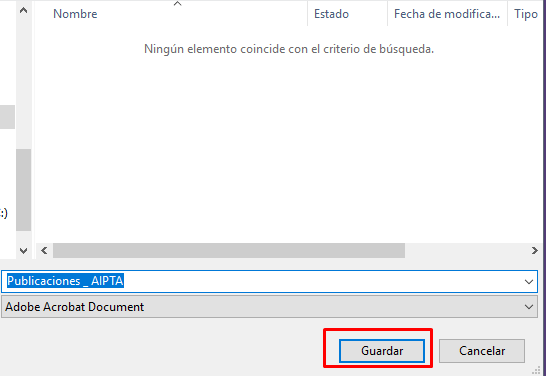 Nombre Estado Fecha de modifica... Tipo
Ningún elemento coincide con el criterio de búsqueda.
:)
Publicaciones _ AIPTA
Adobe Acrobat Document
Guardar Cancelar